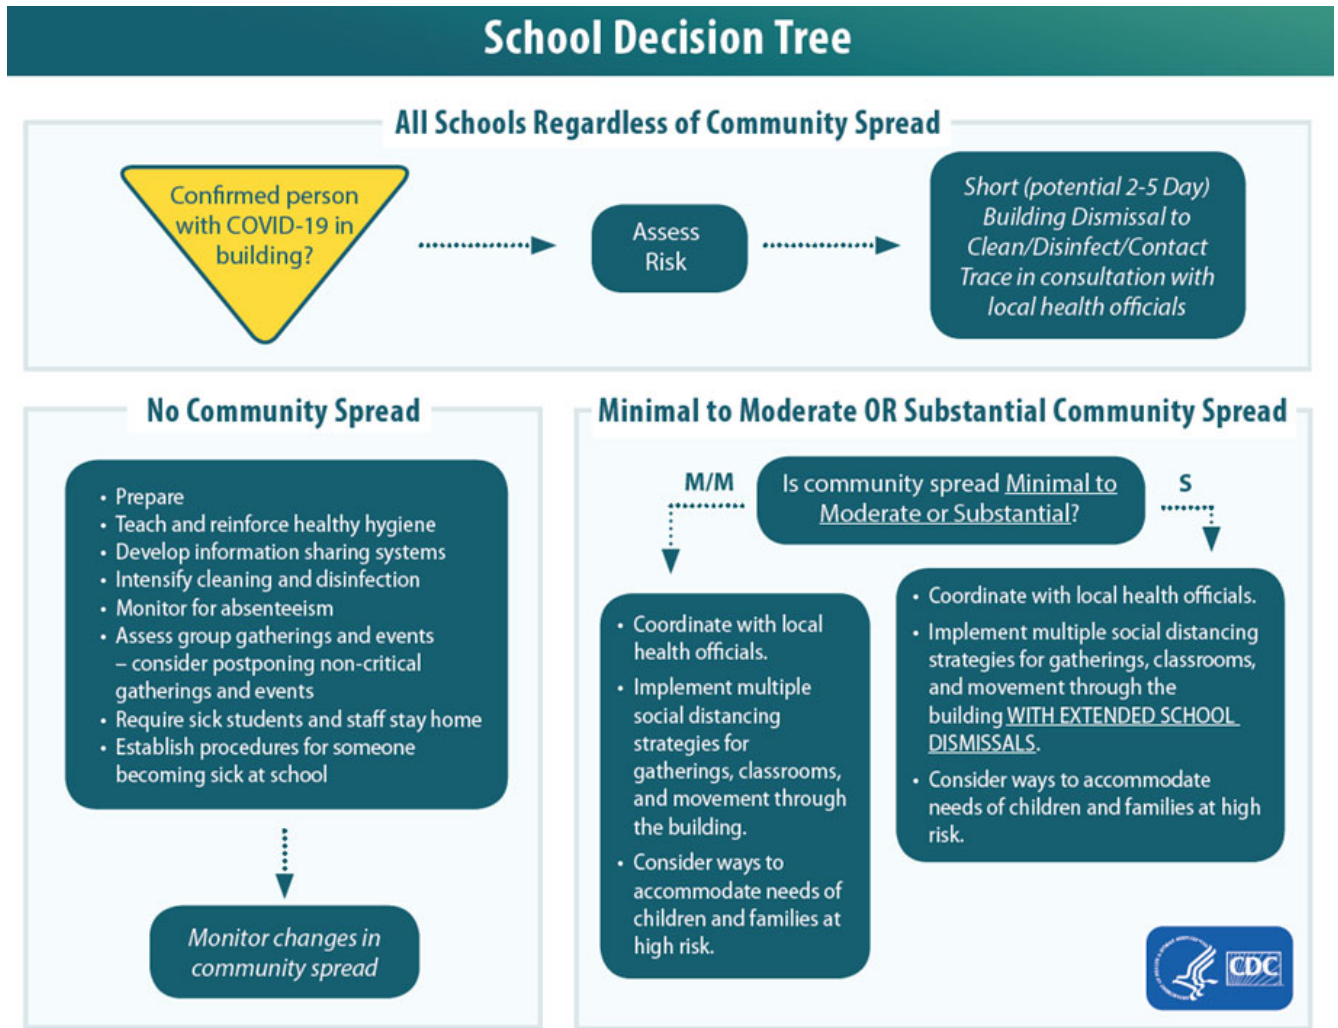 School Decision Tree
All Schools Regardless of Community Spread
Confirmed person
with COVID-19 in
building?
Assess
Risk
Short (potential 2-5 Day)
Building Dismissal to
Clean/Disinfect/Contact
Trace in consultation with
local health officials
No Community Spread
• Prepare
• Teach and reinforce healthy hygiene
• Develop information sharing systems
• Intensify cleaning and disinfection
• Monitor for absenteeism
• Assess group gatherings and events
– consider postponing non-critical
gatherings and events
• Require sick students and staff stay home
• Establish procedures for someone
becoming sick at school
Monitor changes in
community spread
Minimal to Moderate OR Substantial Community Spread
Is community spread Minimal to
Moderate or Substantial?
M/M
• Coordinate with local
health officials.
• Implement multiple
social distancing
strategies for
gatherings, classrooms,
and movement through
the building.
• Consider ways to
accommodate needs of
children and families at
high risk.
S
• Coordinate with local health officials.
• Implement multiple social distancing
strategies for gatherings, classrooms,
and movement through the
building WITH EXTENDED SCHOOL
DISMISSALS.
• Consider ways to accommodate
needs of children and families at high
risk.
CDC